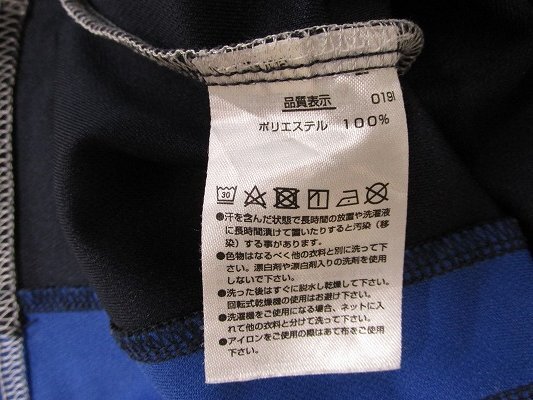 品質表示 0191
ポリエステル 100%
30
●汗を含んだ状態で長時間の放置や洗濯液
に長時間漬けて置いたりすると汚染(移
染)する事があります。
●色物はなるべく他の衣料と別に洗って下
さい。漂白剤や漂白剤入りの洗剤を使用
しないで下さい。
●洗った後はすぐに脱水し乾燥して下さい。
回転式乾燥機の使用はお避け下さい。
●洗濯機をご使用になる場合、ネットに入
れて他の衣料と分けて洗って下さい。
●アイロンをご使用の際はあて布をご使用
下さい。